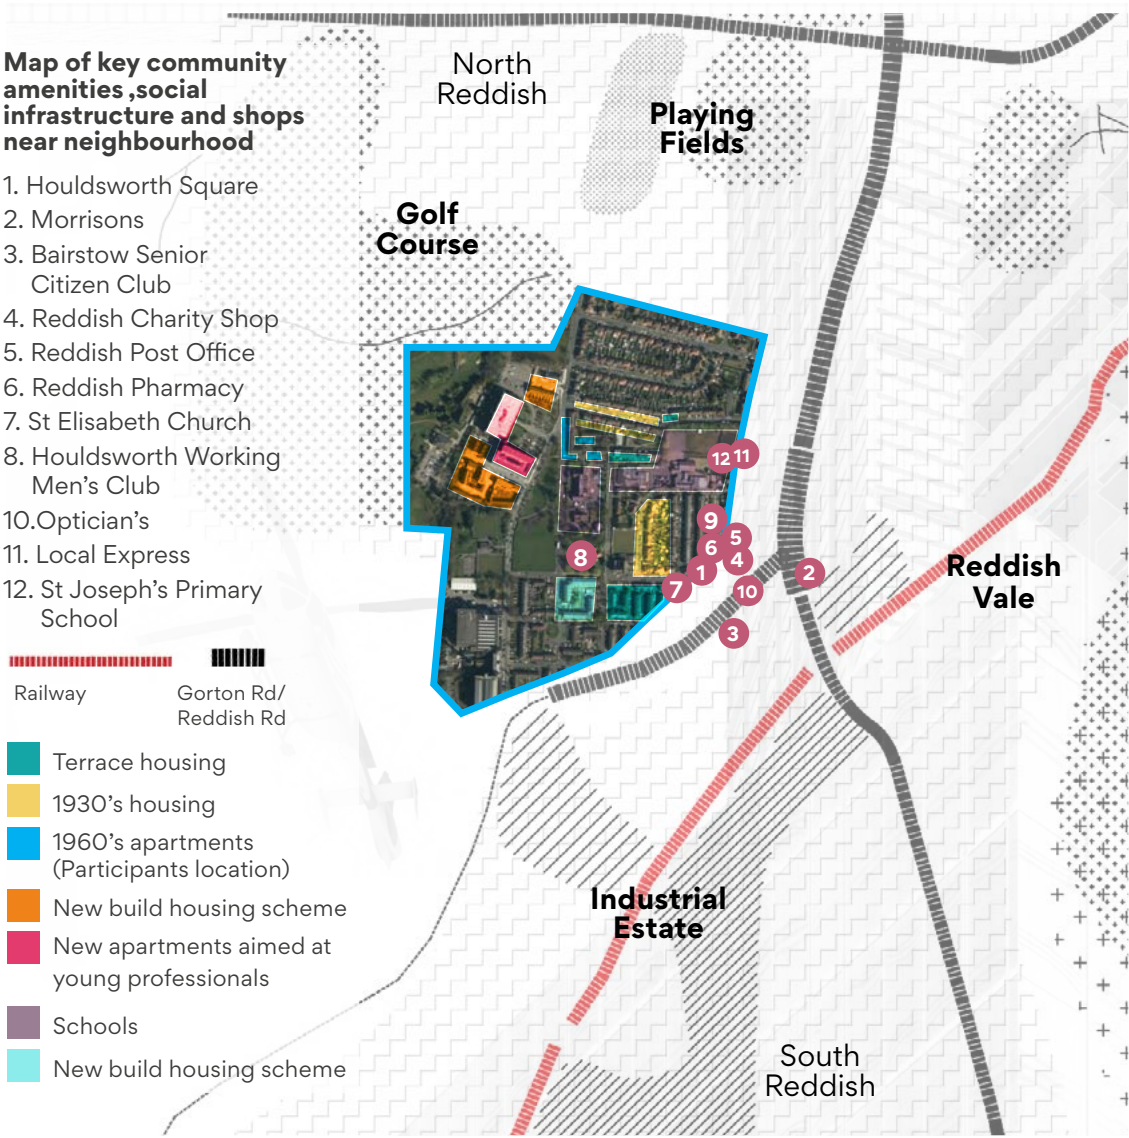 Map of key community
amenities ,social
infrastructure and shops
near neighbourhood
1. Houldsworth Square
2. Morrisons
3. Bairstow Senior
Citizen Club
4. Reddish Charity Shop
5. Reddish Post Office
6. Reddish Pharmacy
7. St Elisabeth Church
8. Houldsworth Working
Men's Club
10.Optician's
11. Local Express
12. St Joseph's Primary
School
Railway
Gorton Rd/
Reddish Rd
Terrace housing
1930's housing
1960's apartments
(Participants location)
New build housing scheme
New apartments aimed at
young professionals
Schools
New build housing scheme
North
Reddish
Playing
Fields
Golf
Course
12 11
9
5
6
4
8
1
2
7
10
3
Reddish
Vale
Industrial
Estate
South
Reddish